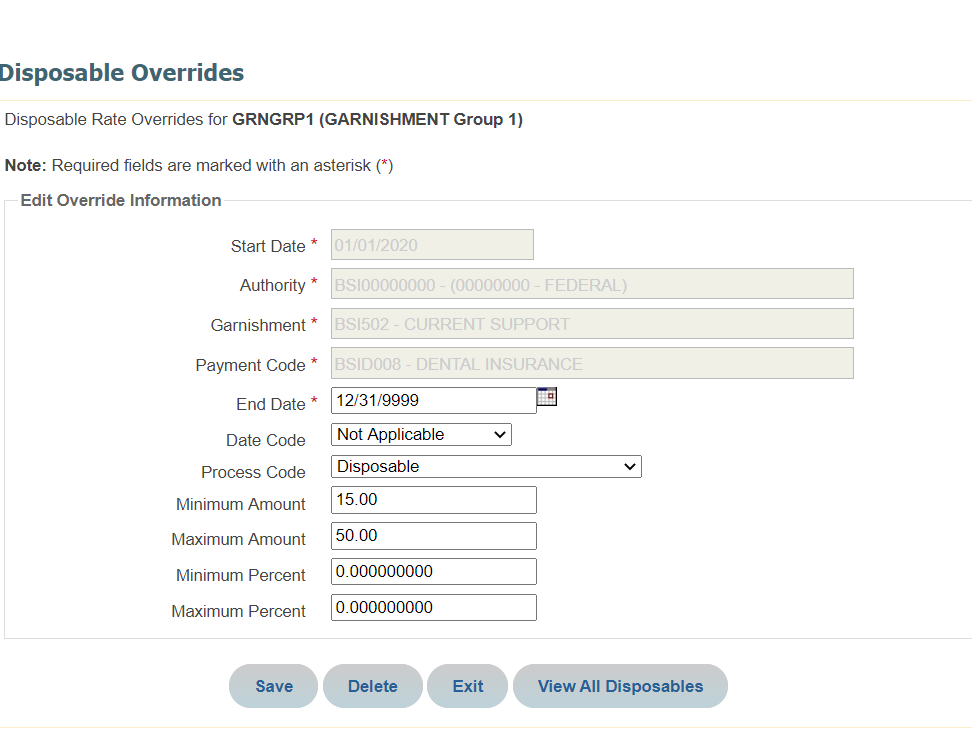 Disposable Overrides
Disposable Rate Overrides for GRNGRP1 (GARNISHMENT Group 1)
Note: Required fields are marked with an asterisk (*)
Edit Override Information
Start Date * 01/01/2020
Authority * BSI00000000 - (00000000 - FEDERAL)
Garnishment * BSI502 - CURRENT SUPPORT
Payment Code * BSID008 - DENTAL INSURANCE
End Date * 12/31/9999
Date Code Not Applicable
Process Code Disposable
Minimum Amount 15.00
Maximum Amount 50.00
Minimum Percent 0.000000000
Maximum Percent 0.000000000
Save Delete Exit View All Disposables